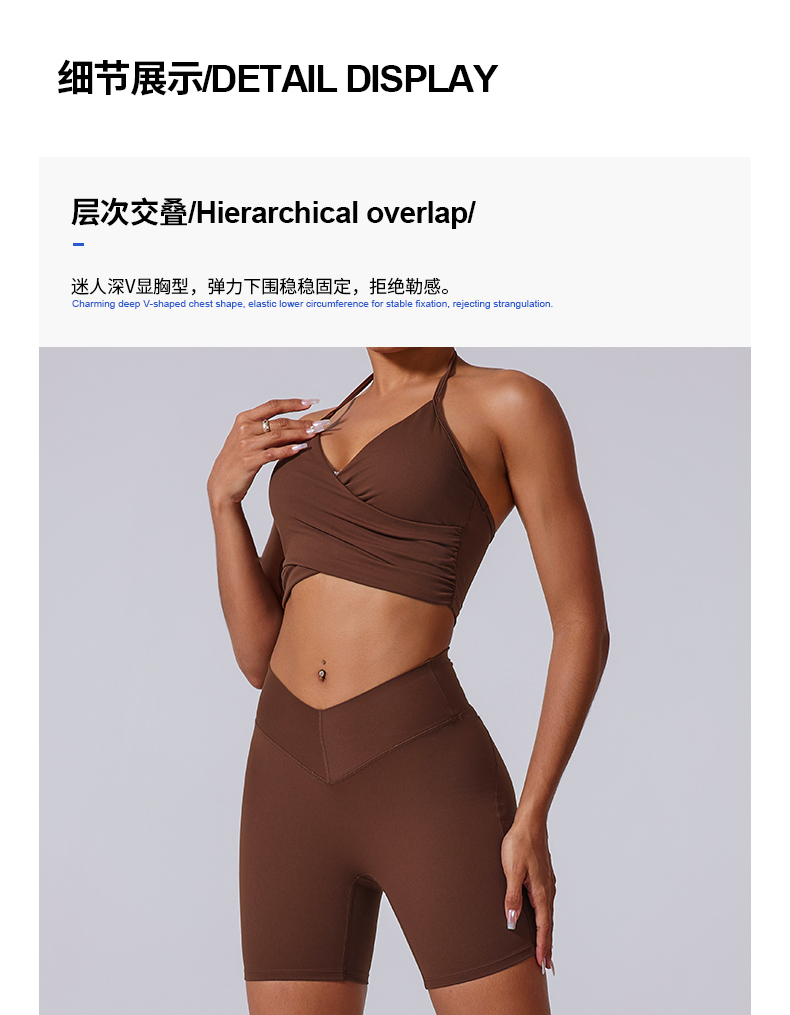 细节展示/DETAIL DISPLAY
层次交叠/Hierarchical overlap/
迷人深V显胸型，弹力下围稳稳固定，拒绝勒感。
Charming deep V-shaped chest shape, elastic lower circumference for stable fixation, rejecting strangulation.